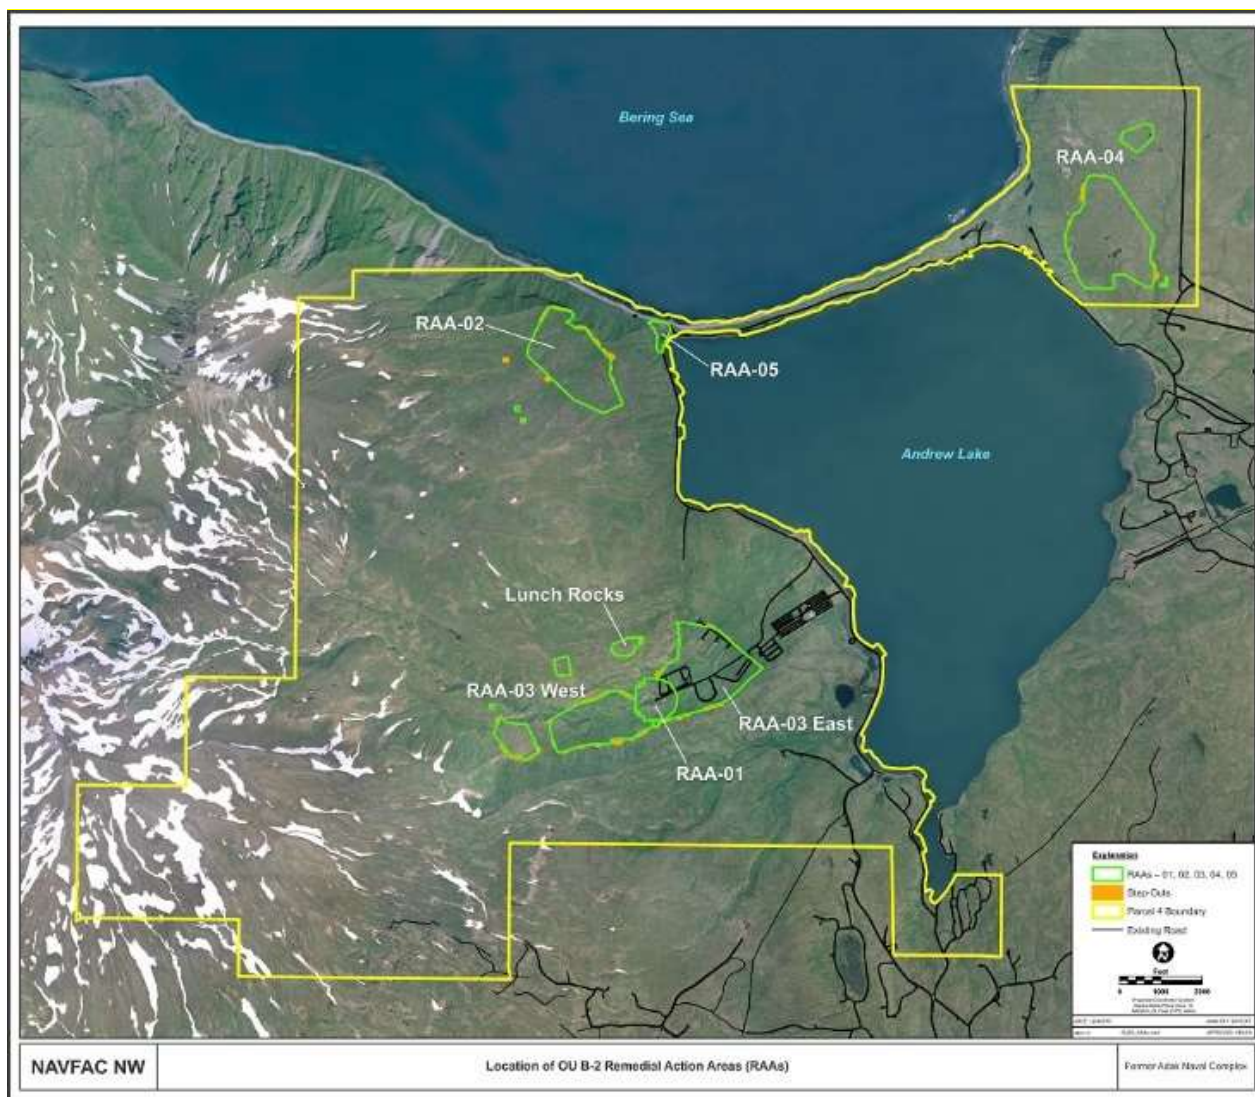 Bering Sea
RAA-04
RAA-02
RAA-05
Andrew Lake
Lunch Rocks
RAA-03 West
RAA-03 East
RAA-01
Explanation
RAAs – 01, 02, 03, 04, 05
Step-Outs
Parcel 4 Boundary
Existing Road
N
Feet
0 1000 2000
NAVFAC NW
Location of OU B-2 Remedial Action Areas (RAAs)
Former Adak Naval Complex